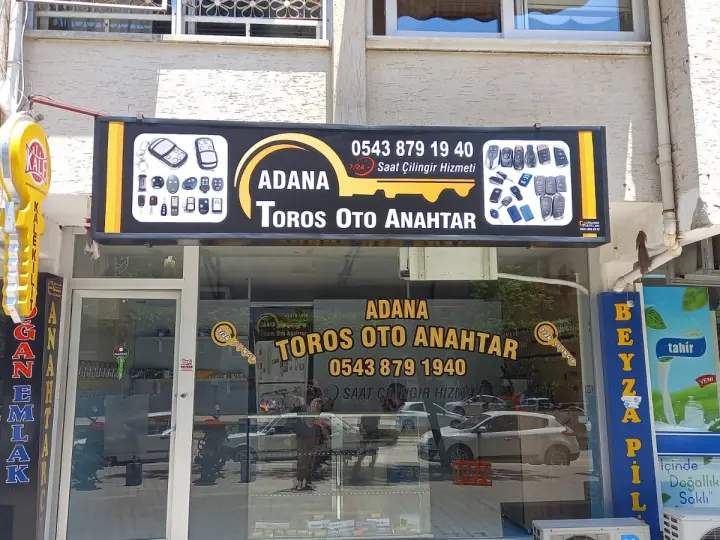 0543 879 19 40
7/24 Saat Çilingir Hizmeti
ADANA
TOROS OTO ANAHTAR
KALE
KALE KİLİT
ADANA
TOROS OTO ANAHTAR
0543 879 1940
SAAT ÇİLİNGİR HİZMETİ
EMLAK
BEYZA PİL
tahir
YENİ
İçinde
Doğallık
Saklı"